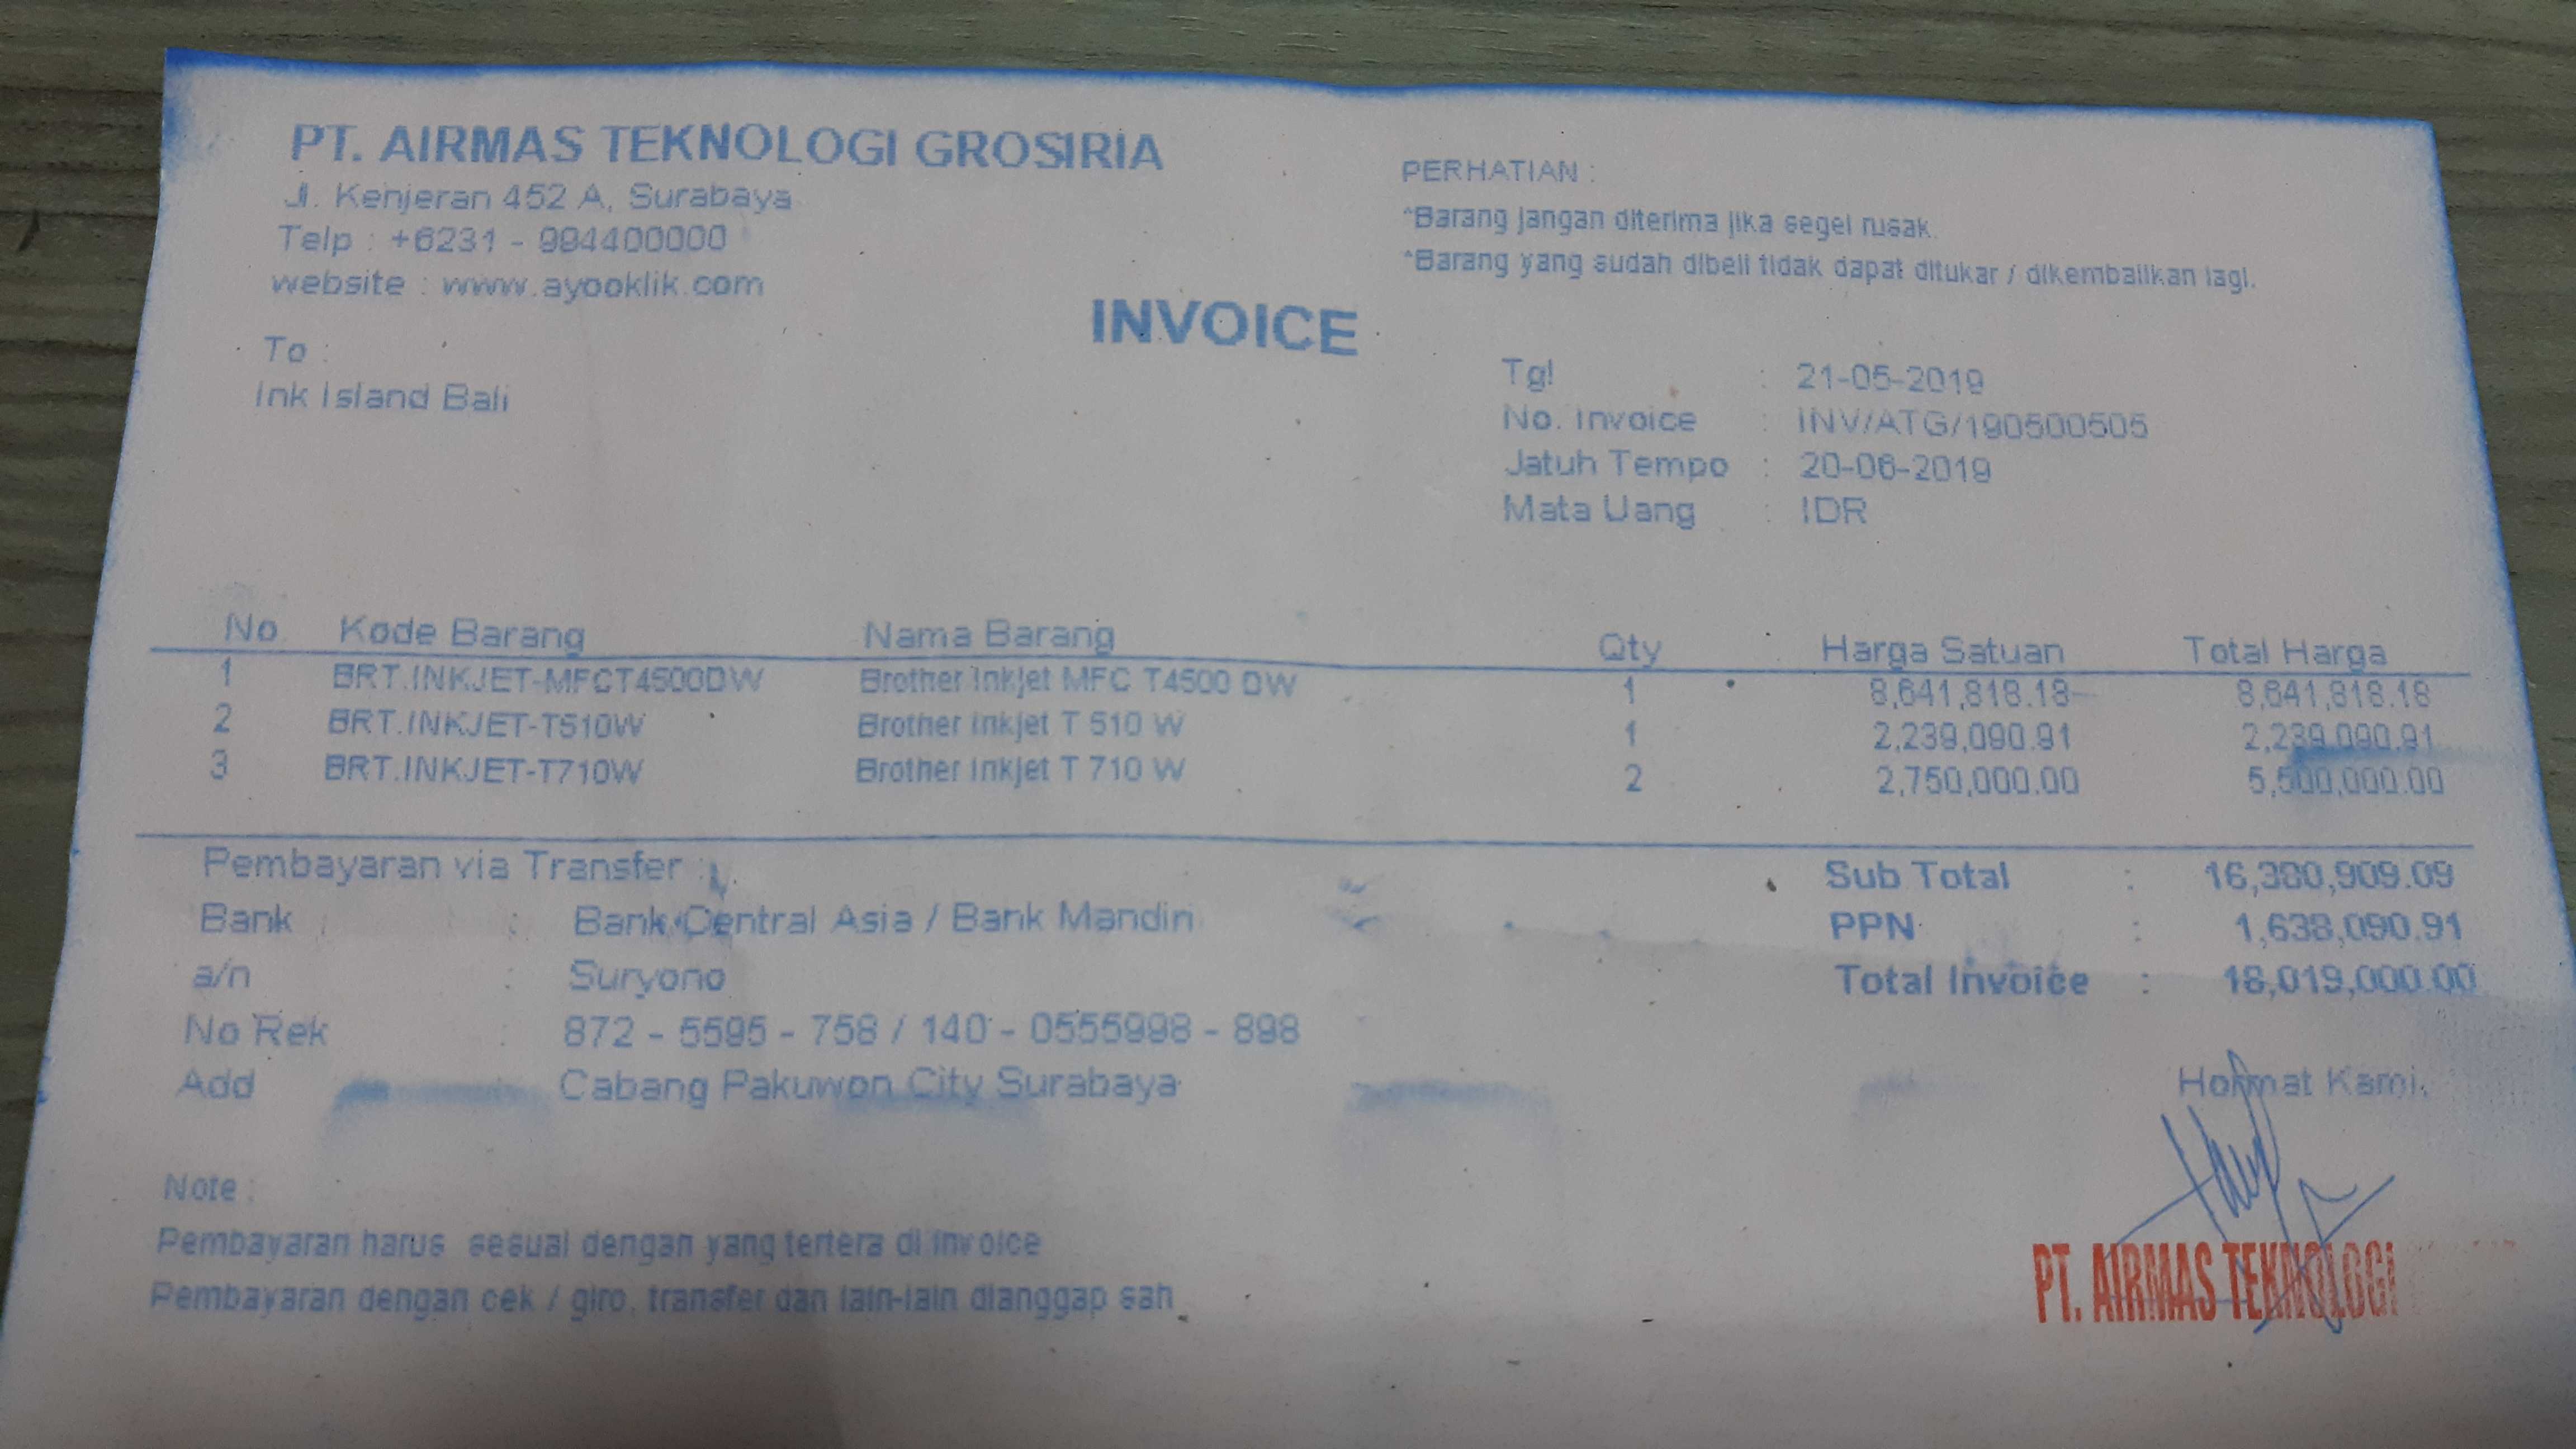 PT. AIRMAS TEKNOLOGI GROSIRIA
Jl. Kenjeran 452 A, Surabaya
Telp : +6231 - 994400000
website : www.ayooklik.com
PERHATIAN :
*Barang jangan diterima jika segel rusak.
*Barang yang sudah dibeli tidak dapat ditukar / dikembalikan lagi.
INVOICE
To :
Ink Island Bali
Tgl : 21-05-2019
No. Invoice : INV/ATG/190500505
Jatuh Tempo : 20-06-2019
Mata Uang : IDR
No Kode Barang Nama Barang Qty Harga Satuan Total Harga
1 BRT.INKJET-MFCT4500DW Brother Inkjet MFC T4500 DW 1 8,641,818.18 8,641,818.18
2 BRT.INKJET-T510W Brother Inkjet T 510 W 1 2,239,090.91 2,239,090.91
3 BRT.INKJET-T710W Brother Inkjet T 710 W 2 2,750,000.00 5,500,000.00
Pembayaran via Transfer :
Bank : Bank Central Asia / Bank Mandiri
a/n : Suryono
No Rek : 872 - 5595 - 758 / 140 - 0555998 - 898
Add Cabang Pakuwon City Surabaya
Sub Total : 16,380,909.09
PPN : 1,638,090.91
Total Invoice : 18,019,000.00
Hormat Kami,
Note :
Pembayaran harus sesuai dengan yang tertera di invoice
Pembayaran dengan cek / giro, transfer dan lain-lain dianggap sah
PT. AIRMAS TEKNOLOGI